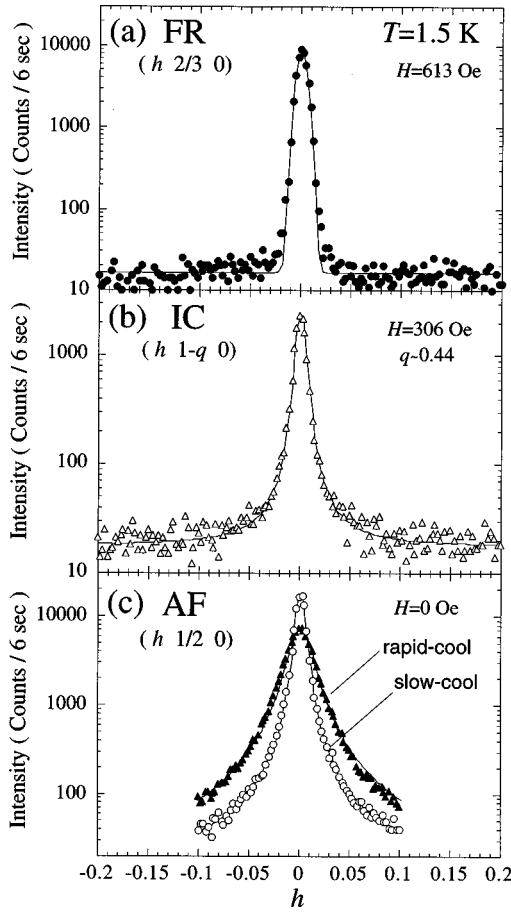 (a) FR
T=1.5 K
( h 2/3 0)
H=613 Oe
Intensity ( Counts / 6 sec)
10000
1000
100
10
(b) IC
( h 1-q 0)
H=306 Oe
q~0.44
Intensity ( Counts / 6 sec)
1000
100
10
(c) AF
( h 1/2 0)
H=0 Oe
rapid-cool
slow-cool
Intensity ( Counts / 6 sec)
10000
1000
100
-0.2 -0.15 -0.1 -0.05 0 0.05 0.1 0.15 0.2
h